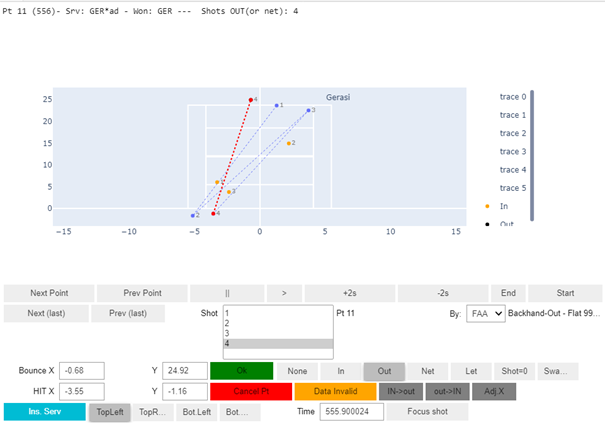 Pt 11 (556)- Srv: GER*ad - Won: GER --- Shots OUT(or net): 4
Gerasi
25
20
15
10
5
0
−15
−10
−5
0
5
10
15
4
1
3
2
3
2
4
trace 0
trace 1
trace 2
trace 3
trace 4
trace 5
In
Out
Next Point Prev Point || > +2s -2s End Start
Next (last) Prev (last) Shot 1 Pt 11 By: FAA Backhand-Out - Flat 99...
2
3
4
Bounce X -0.68 Y 24.92 Ok None In Out Net Let Shot=0 Swa...
HIT X -3.55 Y -1.16 Cancel Pt Data Invalid IN->out out->IN Adj.X
Ins. Serv TopLeft TopR... Bot.Left Bot.... Time 555.900024 Focus shot